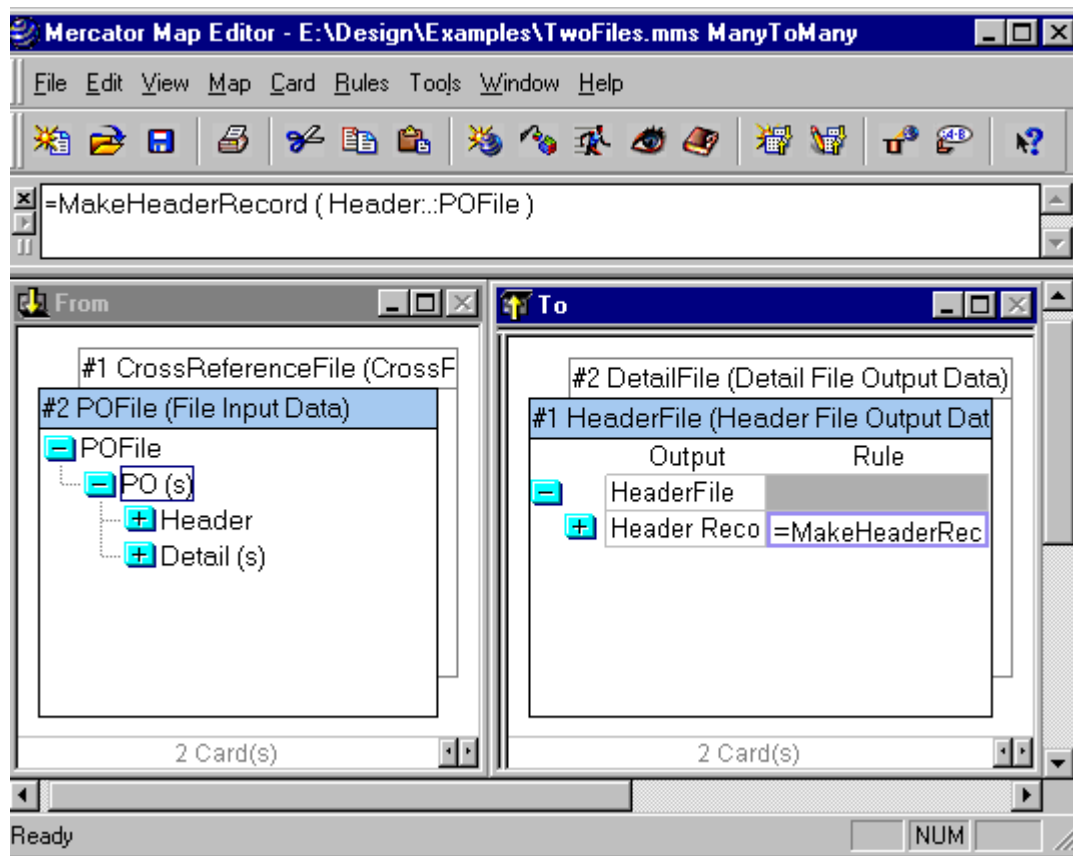 Mercator Map Editor - E:\Design\Examples\TwoFiles.mms ManyToMany
File Edit View Map Card Rules Tools Window Help
=MakeHeaderRecord ( Header:.:POFile )
From
#1 CrossReferenceFile (CrossF
#2 POFile (File Input Data)
POFile
PO (s)
Header
Detail (s)
2 Card(s)
To
#2 DetailFile (Detail File Output Data)
#1 HeaderFile (Header File Output Dat
Output Rule
HeaderFile
Header Reco =MakeHeaderRec
2 Card(s)
Ready NUM